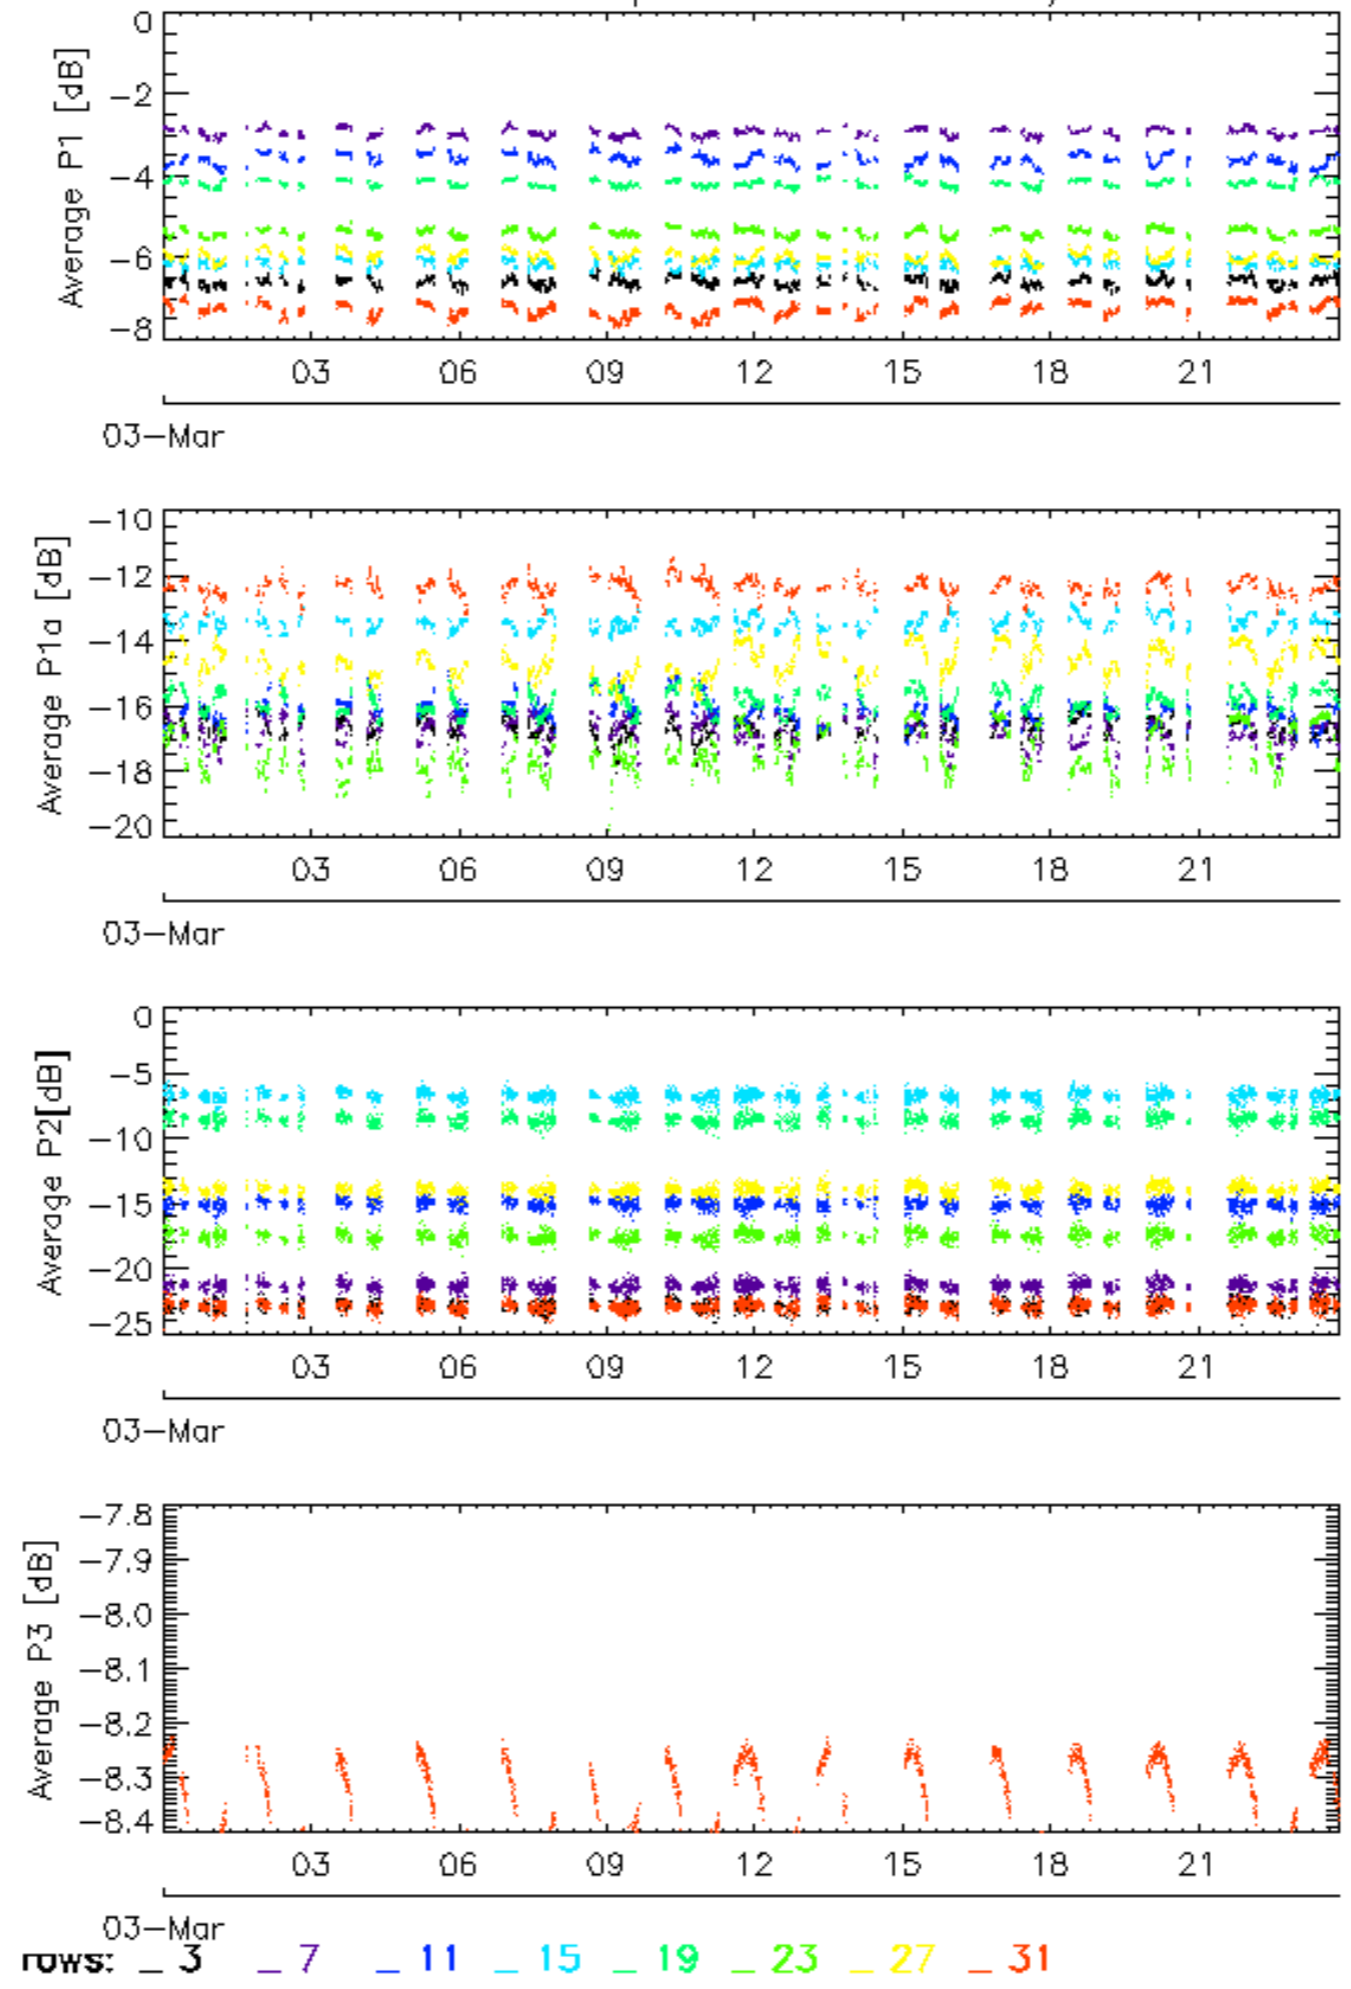 0
−2
−4
−6
−8
Average P1 [dB]
03 06 09 12 15 18 21
03−Mar
−10
−12
−14
−16
−18
−20
Average P1a [dB]
03 06 09 12 15 18 21
03−Mar
0
−5
−10
−15
−20
−25
Average P2[dB]
03 06 09 12 15 18 21
03−Mar
−7.8
−7.9
−8.0
−8.1
−8.2
−8.3
−8.4
Average P3 [dB]
03 06 09 12 15 18 21
03−Mar
rows: _ 3 _ 7 _ 11 _ 15 _ 19 _ 23 _ 27 _ 31